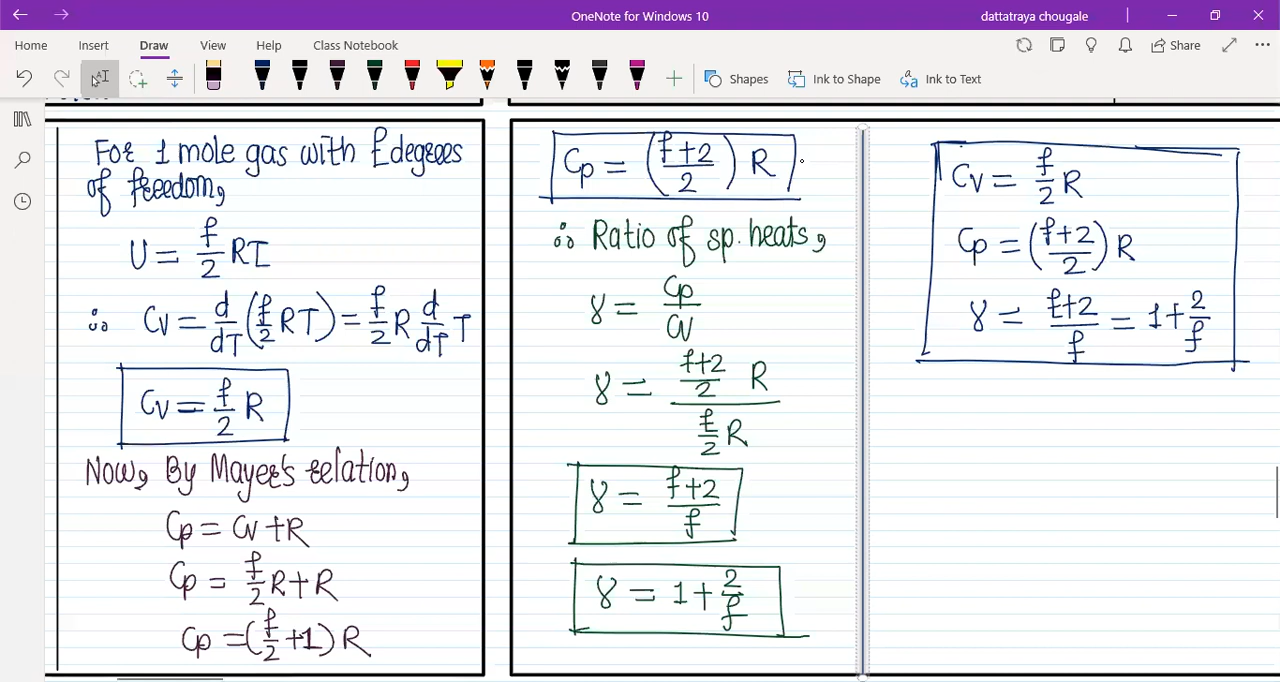 OneNote for Windows 10
dattatraya chougale
Home Insert Draw View Help Class Notebook
Share
Shapes Ink to Shape Ink to Text
For 1 mole gas with f degrees
of freedom,
U = f/2 RT
∴ Cv = d/dT (f/2 RT) = f/2 R d/dT T
Cv = f/2 R
Now, By Mayer's relation,
Cp = Cv + R
Cp = f/2 R + R
Cp = (f/2 + 1) R
Cp = (f+2/2) R
∴ Ratio of sp. heats,
γ = Cp/Cv
γ = f+2/2 R / f/2 R
γ = f+2/f
γ = 1 + 2/f
Cv = f/2 R
Cp = (f+2/2) R
γ = f+2/f = 1 + 2/f